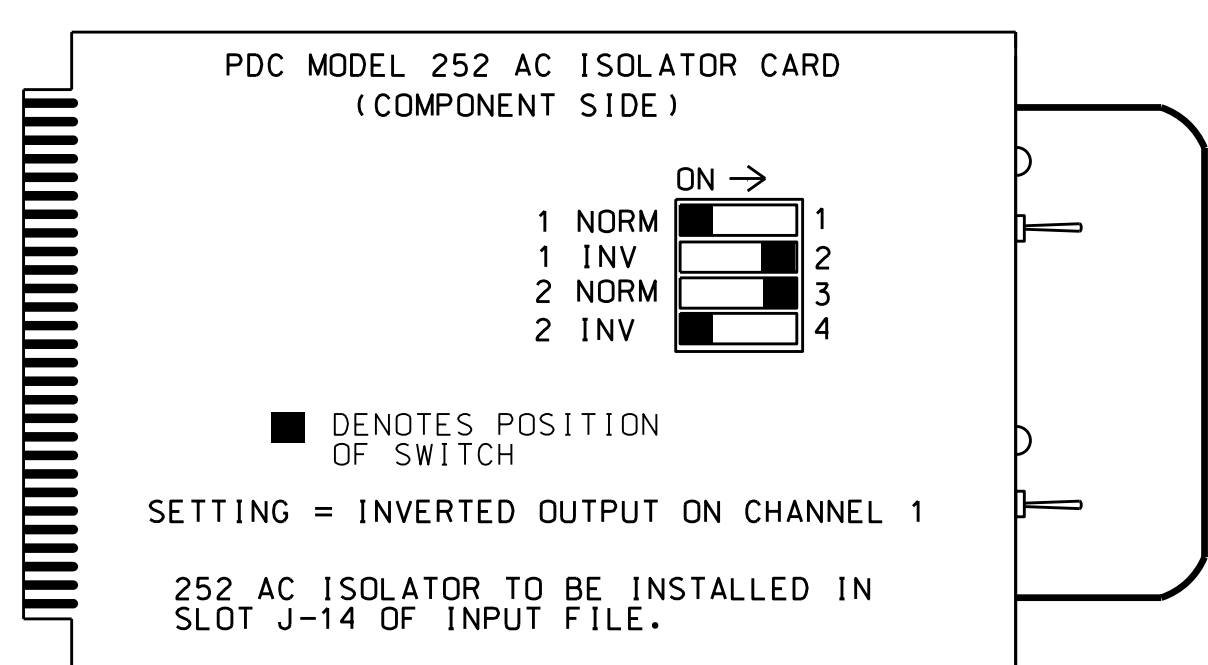 PDC MODEL 252 AC ISOLATOR CARD
(COMPONENT SIDE)
ON →
1 NORM 1
1 INV 2
2 NORM 3
2 INV 4
DENOTES POSITION
OF SWITCH
SETTING = INVERTED OUTPUT ON CHANNEL 1
252 AC ISOLATOR TO BE INSTALLED IN
SLOT J-14 OF INPUT FILE.